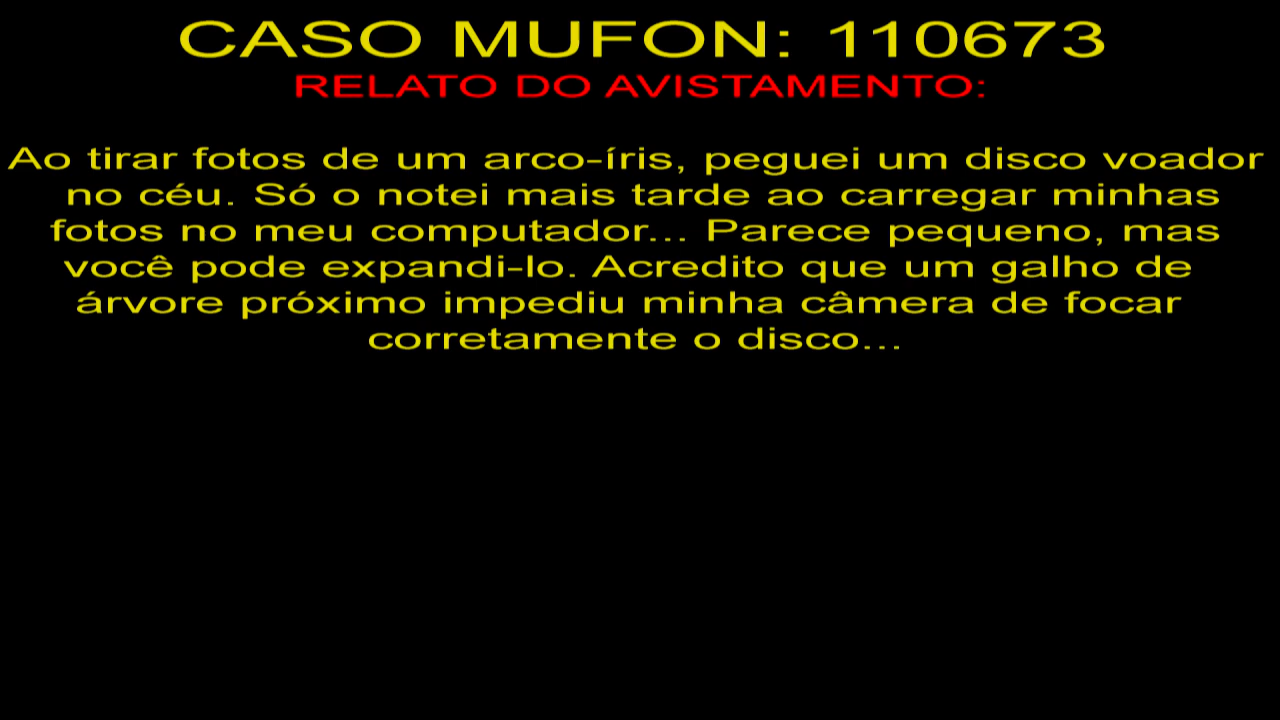 CASO MUFON: 110673
RELATO DO AVISTAMENTO:
Ao tirar fotos de um arco-íris, peguei um disco voador
no céu. Só o notei mais tarde ao carregar minhas
fotos no meu computador... Parece pequeno, mas
você pode expandi-lo. Acredito que um galho de
árvore próximo impediu minha câmera de focar
corretamente o disco...